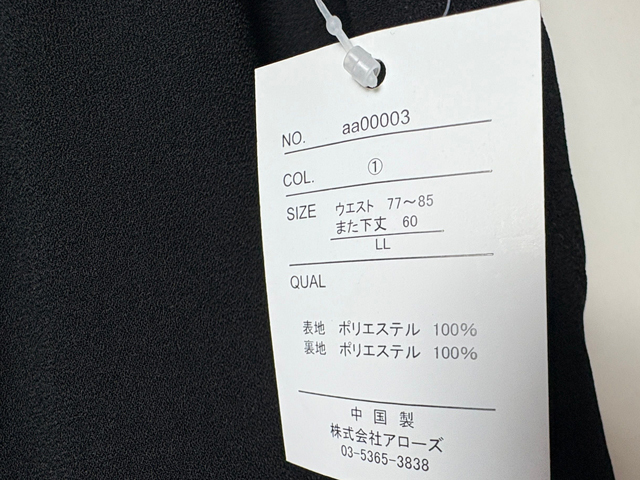 NO. aa00003
COL. ①
SIZE ウエスト 77～85
また下丈 60
LL
QUAL
表地 ポリエステル 100%
裏地 ポリエステル 100%
中国製
株式会社アローズ
03-5365-3838